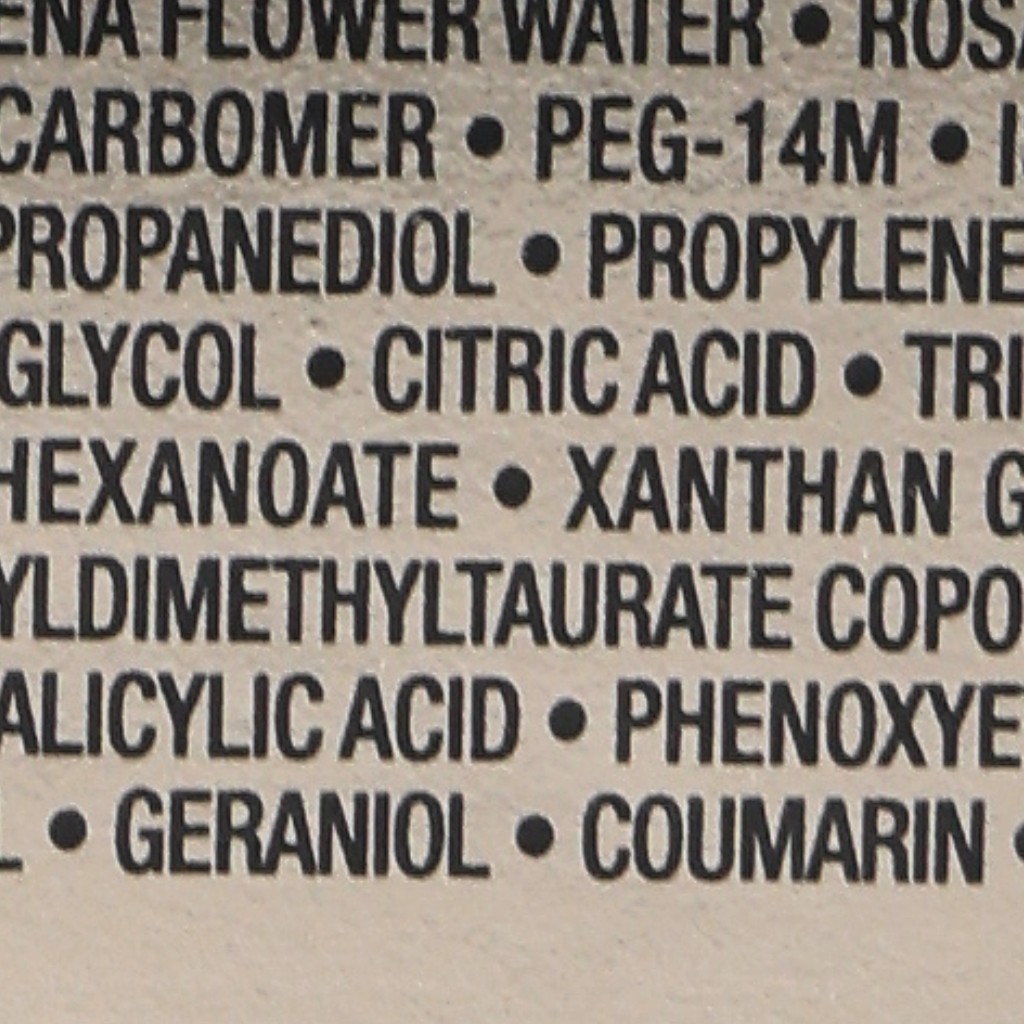 ENA FLOWER WATER • ROSA
CARBOMER • PEG-14M •
PROPANEDIOL • PROPYLENE
GLYCOL • CITRIC ACID • TRI
HEXANOATE • XANTHAN G
YLDIMETHYLTAURATE COPO
ALICYLIC ACID • PHENOXYE
L • GERANIOL • COUMARIN •